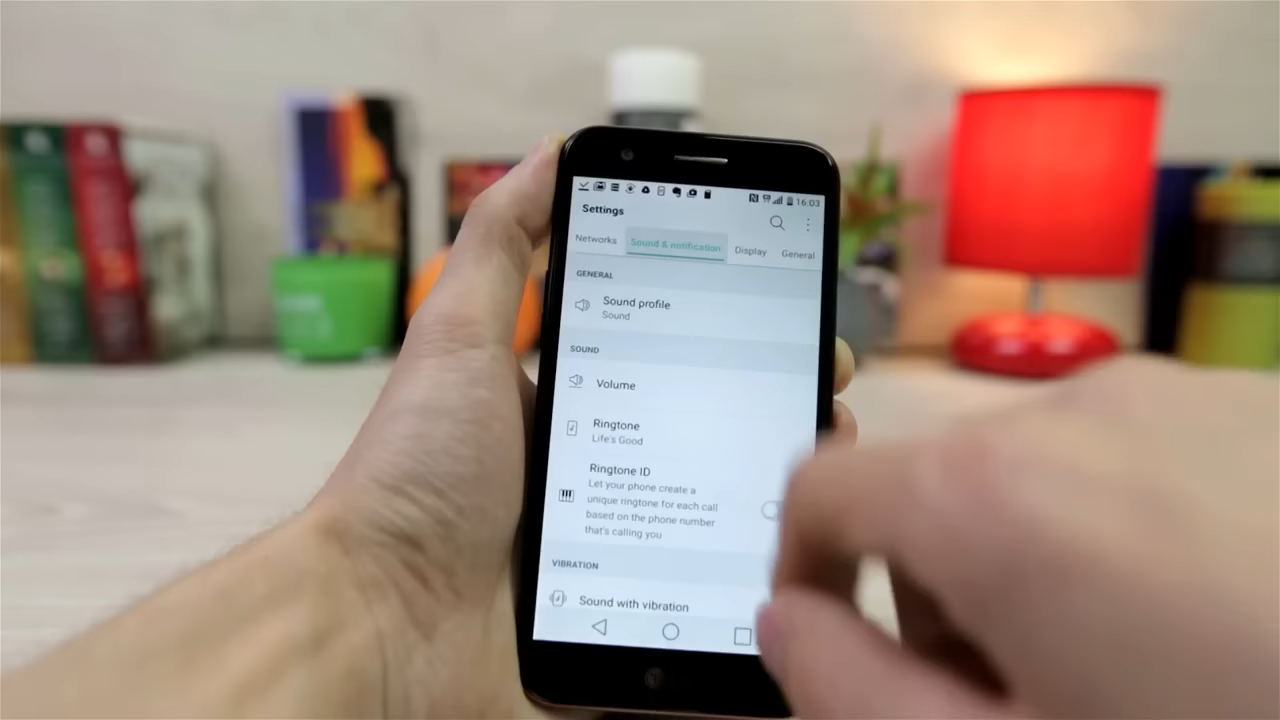 16:03
Settings
Networks Sound & notification Display General
GENERAL
Sound profile
Sound
SOUND
Volume
Ringtone
Life's Good
Ringtone ID
Let your phone create a
unique ringtone for each call
based on the phone number
that's calling you
VIBRATION
Sound with vibration